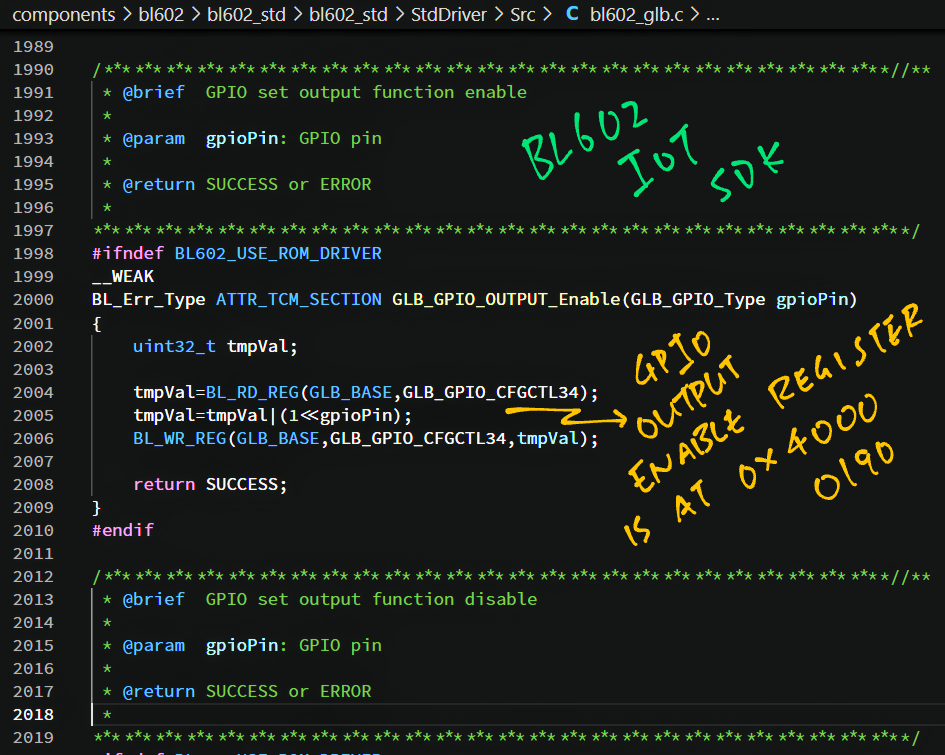 components > bl602 > bl602_std > bl602_std > StdDriver > Src > C bl602_glb.c > ...
1989
1990 /****************************************************************************//**
1991 * @brief  GPIO set output function enable
1992 *
1993 * @param  gpioPin: GPIO pin
1994 *
1995 * @return SUCCESS or ERROR
1996 *
1997 *******************************************************************************/
1998 #ifndef BL602_USE_ROM_DRIVER
1999 __WEAK
2000 BL_Err_Type ATTR_TCM_SECTION GLB_GPIO_OUTPUT_Enable(GLB_GPIO_Type gpioPin)
2001 {
2002     uint32_t tmpVal;
2003
2004     tmpVal=BL_RD_REG(GLB_BASE,GLB_GPIO_CFGCTL34);
2005     tmpVal=tmpVal|(1<<gpioPin);
2006     BL_WR_REG(GLB_BASE,GLB_GPIO_CFGCTL34,tmpVal);
2007
2008     return SUCCESS;
2009 }
2010 #endif
2011
2012 /****************************************************************************//**
2013 * @brief  GPIO set output function disable
2014 *
2015 * @param  gpioPin: GPIO pin
2016 *
2017 * @return SUCCESS or ERROR
2018 *
2019 *******************************************************************************/
BL602
IoT
SDK
GPIO
OUTPUT
ENABLE REGISTER
IS AT 0x4000
0190